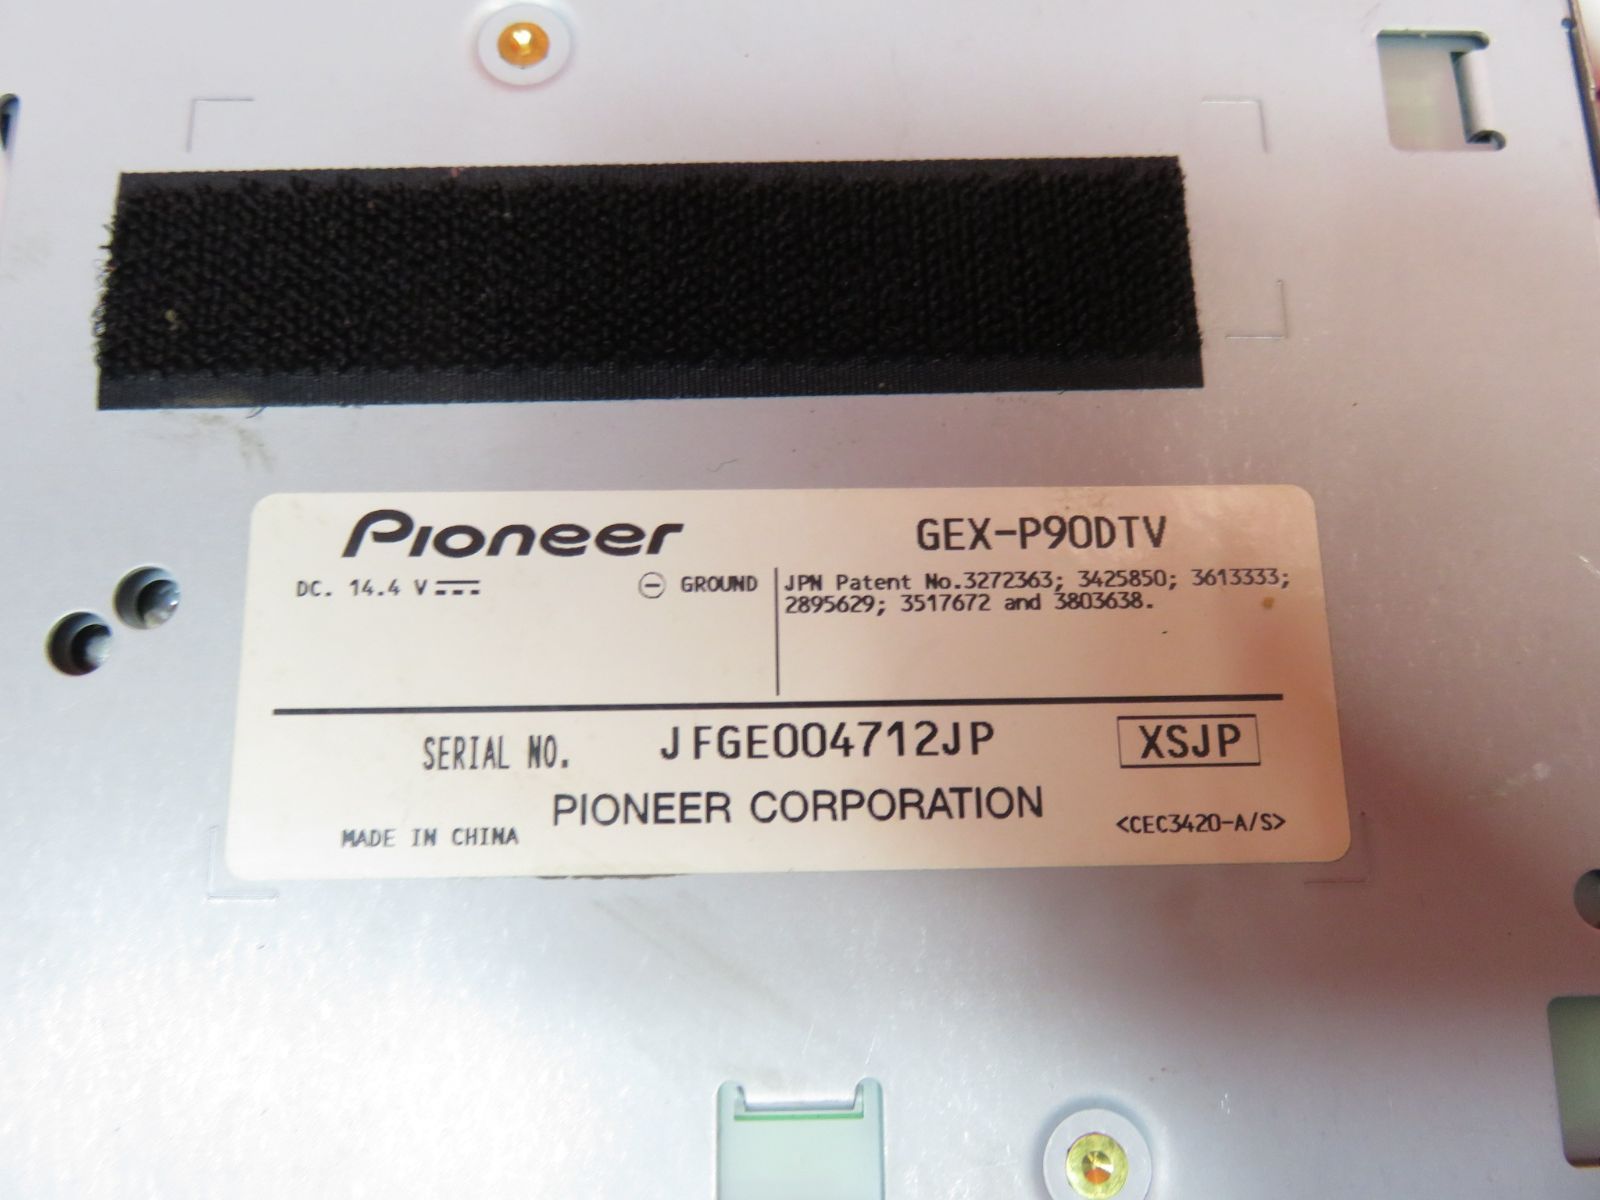 Pioneer
GEX-P90DTV
DC. 14.4 V ⎓
⊖ GROUND
JPN Patent No.3272363; 3425850; 3613333;
2895629; 3517672 and 3803638.
SERIAL NO. JFGE004712JP XSJP
PIONEER CORPORATION
MADE IN CHINA
<CEC3420-A/S>